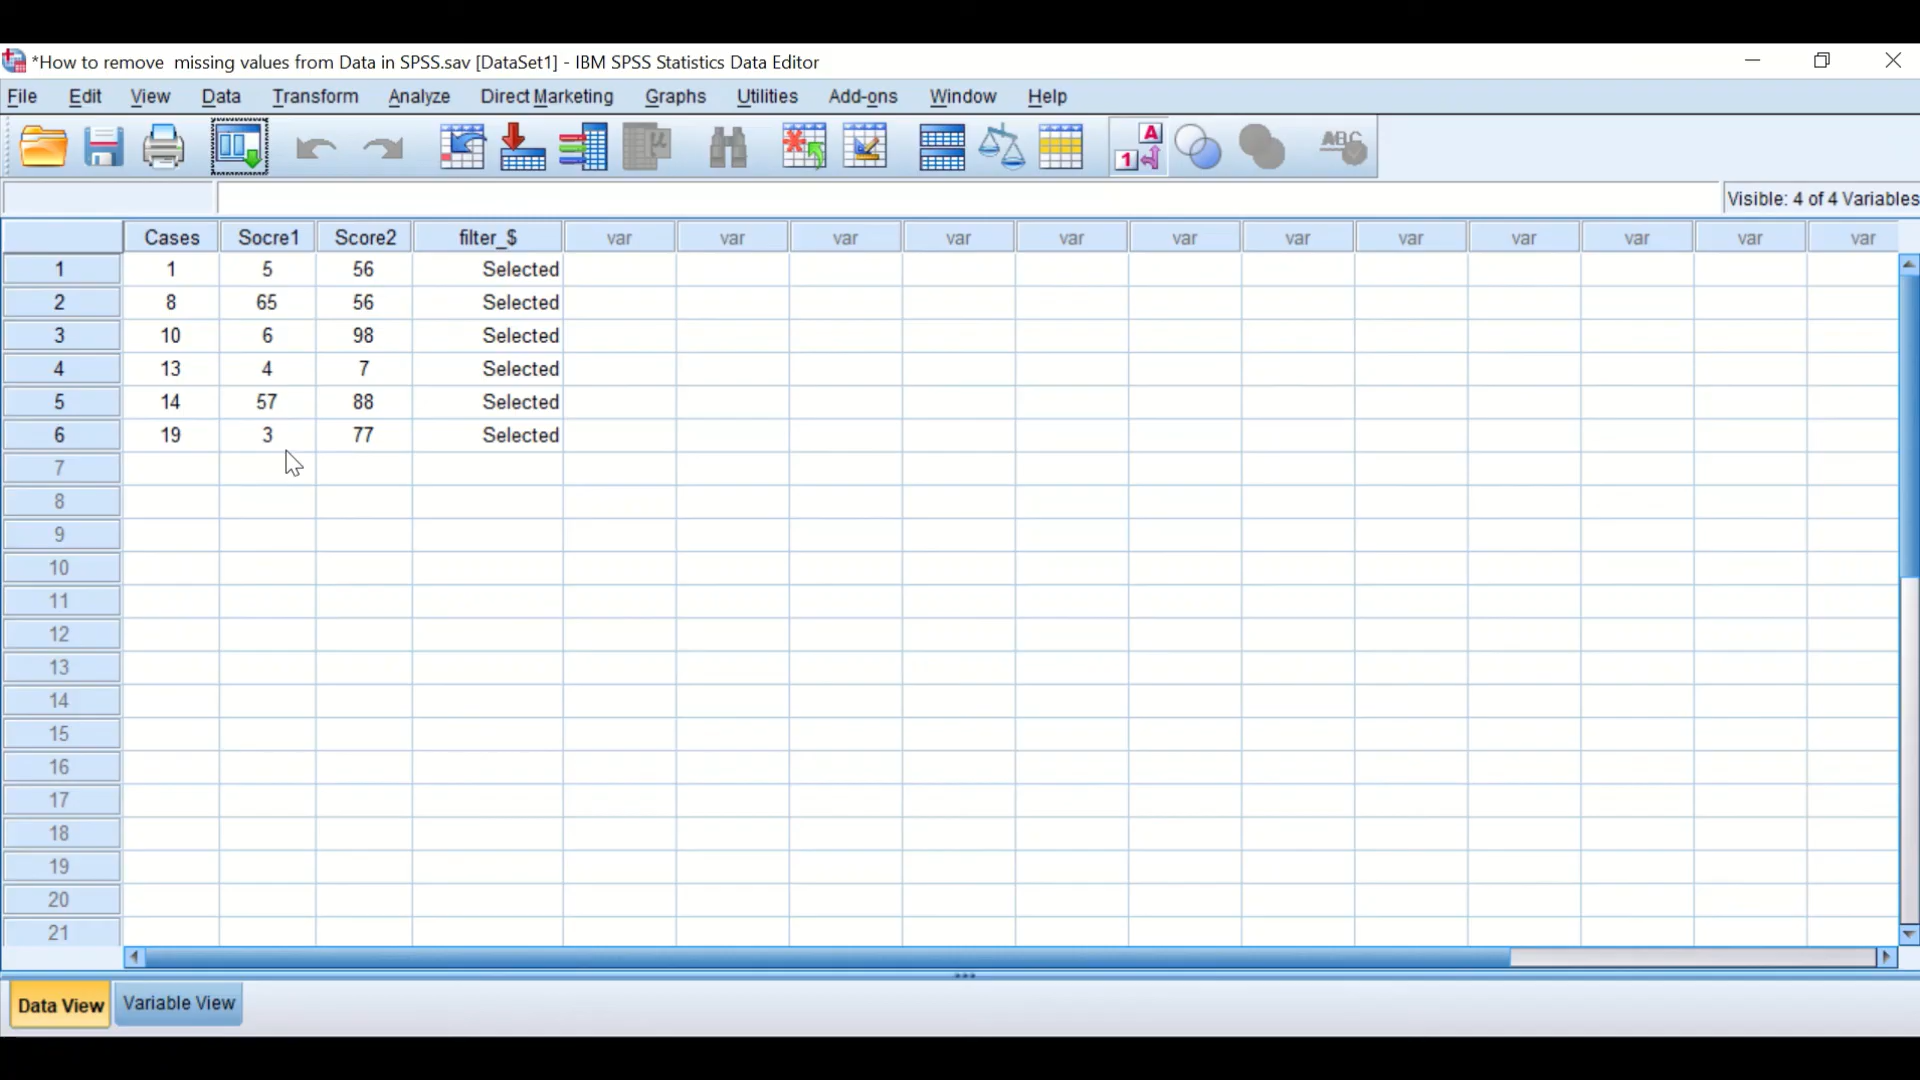 *How to remove  missing values from Data in SPSS.sav [DataSet1] - IBM SPSS Statistics Data Editor
File Edit View Data Transform Analyze Direct Marketing Graphs Utilities Add-ons Window Help
A
1
ABC
Visible: 4 of 4 Variables
Cases Socre1 Score2 filter_$ var var var var var var var var var var var var
1 1 5 56 Selected
2 8 65 56 Selected
3 10 6 98 Selected
4 13 4 7 Selected
5 14 57 88 Selected
6 19 3 77 Selected
7
8
9
10
11
12
13
14
15
16
17
18
19
20
21
Data View Variable View